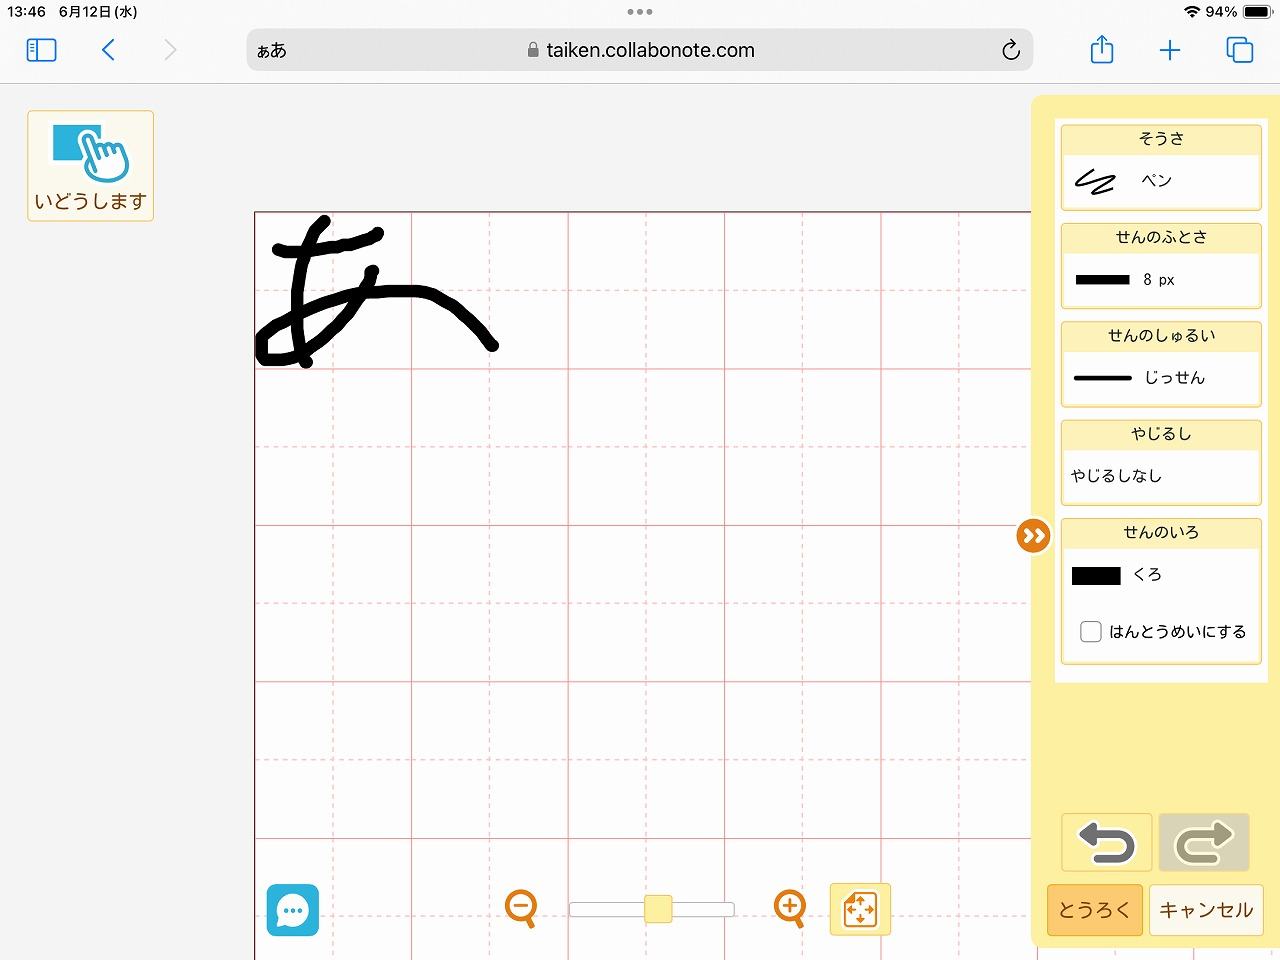 13:46 6月12日(水)
94%
ぁあ
taiken.collabonote.com
いどうします
あ
そうさ
ペン
せんのふとさ
8 px
せんのしゅるい
じっせん
やじるし
やじるしなし
せんのいろ
くろ
はんとうめいにする
とうろく
キャンセル